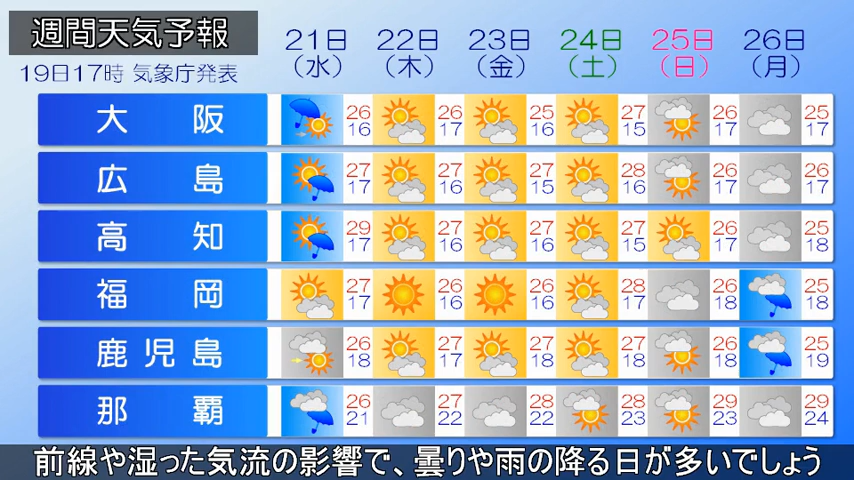 週間天気予報
19日17時 気象庁発表
21日 22日 23日 24日 25日 26日
(水) (木) (金) (土) (日) (月)
大阪 26 16 26 17 25 16 27 15 26 17 25 17
広島 27 17 27 16 27 15 28 16 26 17 26 17
高知 29 17 27 16 27 16 27 15 26 17 25 18
福岡 27 17 26 16 26 16 28 17 26 18 25 18
鹿児島 26 18 27 17 27 18 27 18 26 18 25 19
那覇 26 21 27 22 28 22 28 23 29 23 29 24
前線や湿った気流の影響で、曇りや雨の降る日が多いでしょう